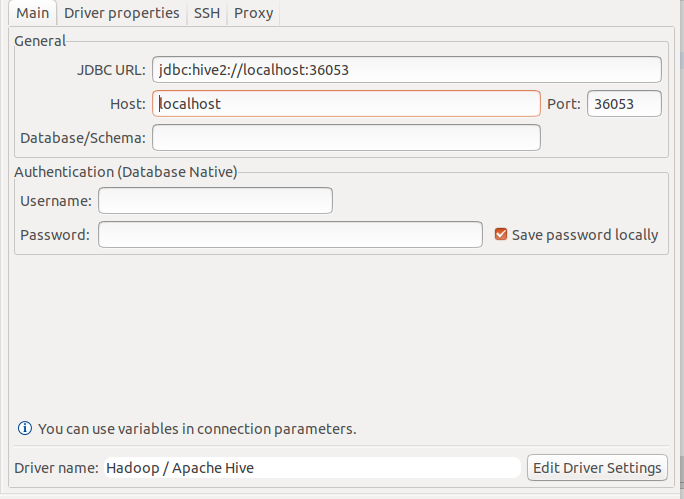 Main Driver properties SSH Proxy
General
JDBC URL: jdbc:hive2://localhost:36053
Host: localhost Port: 36053
Database/Schema:
Authentication (Database Native)
Username:
Password: Save password locally
You can use variables in connection parameters.
Driver name: Hadoop / Apache Hive Edit Driver Settings